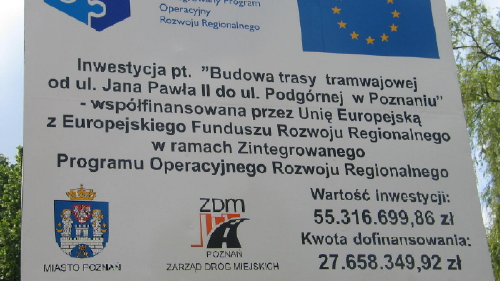 Program
Operacyjny
Rozwoju Regionalnego
Inwestycja pt. "Budowa trasy tramwajowej
od ul. Jana Pawła II do ul. Podgórnej w Poznaniu"
- współfinansowana przez Unię Europejską
z Europejskiego Funduszu Rozwoju Regionalnego
w ramach Zintegrowanego
Programu Operacyjnego Rozwoju Regionalnego
Wartość inwestycji:
55.316.699,86 zł
Kwota dofinansowania:
27.658.349,92 zł
MIASTO POZNAŃ
ZDM
POZNAŃ
ZARZĄD DRÓG MIEJSKICH